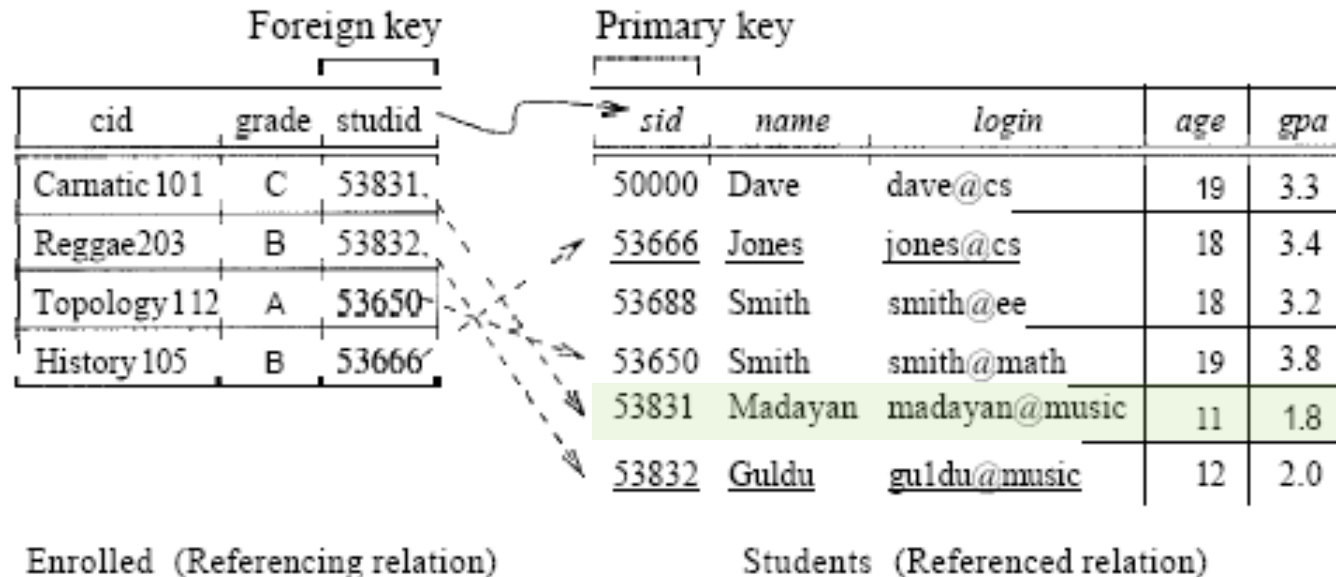 Foreign key Primary key
cid grade studid sid name login age gpa
Carnatic101 C 53831 50000 Dave dave@cs 19 3.3
Reggae203 B 53832 53666 Jones jones@cs 18 3.4
Topology112 A 53650 53688 Smith smith@ee 18 3.2
History105 B 53666 53650 Smith smith@math 19 3.8
53831 Madayan madayan@music 11 1.8
53832 Guldu gu1du@music 12 2.0
Enrolled (Referencing relation) Students (Referenced relation)